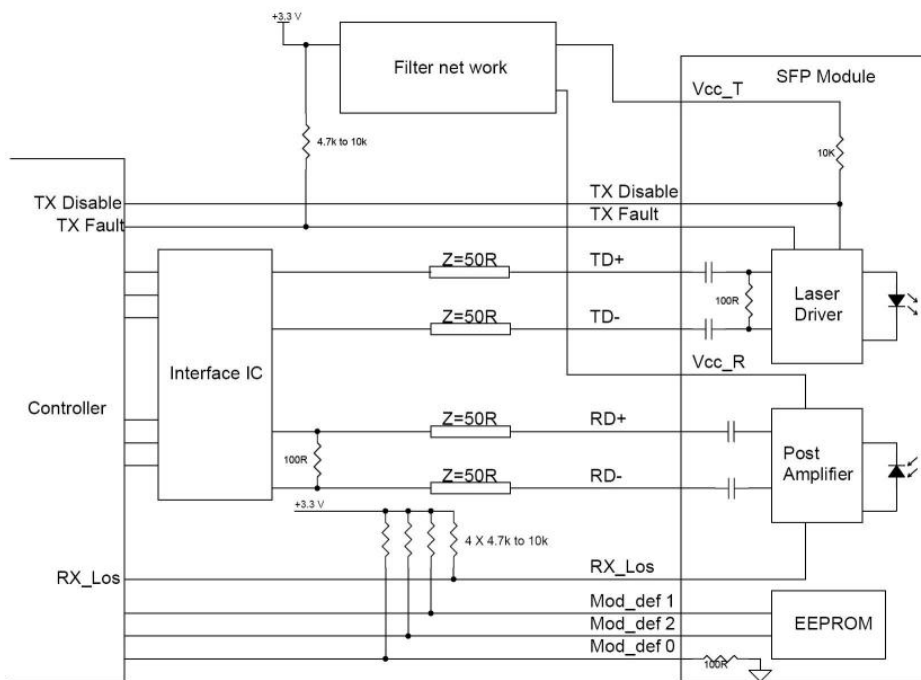 +3.3 V
Filter net work
SFP Module
Vcc_T
4.7k to 10k
10K
TX Disable
TX Disable
TX Fault
TX Fault
Z=50R
TD+
100R
Laser
Driver
Z=50R
TD-
Interface IC
Vcc_R
Controller
Z=50R
RD+
100R
Post
Amplifier
Z=50R
RD-
+3.3 V
4 X 4.7k to 10k
RX_Los
RX_Los
Mod_def 1
EEPROM
Mod_def 2
Mod_def 0
100R